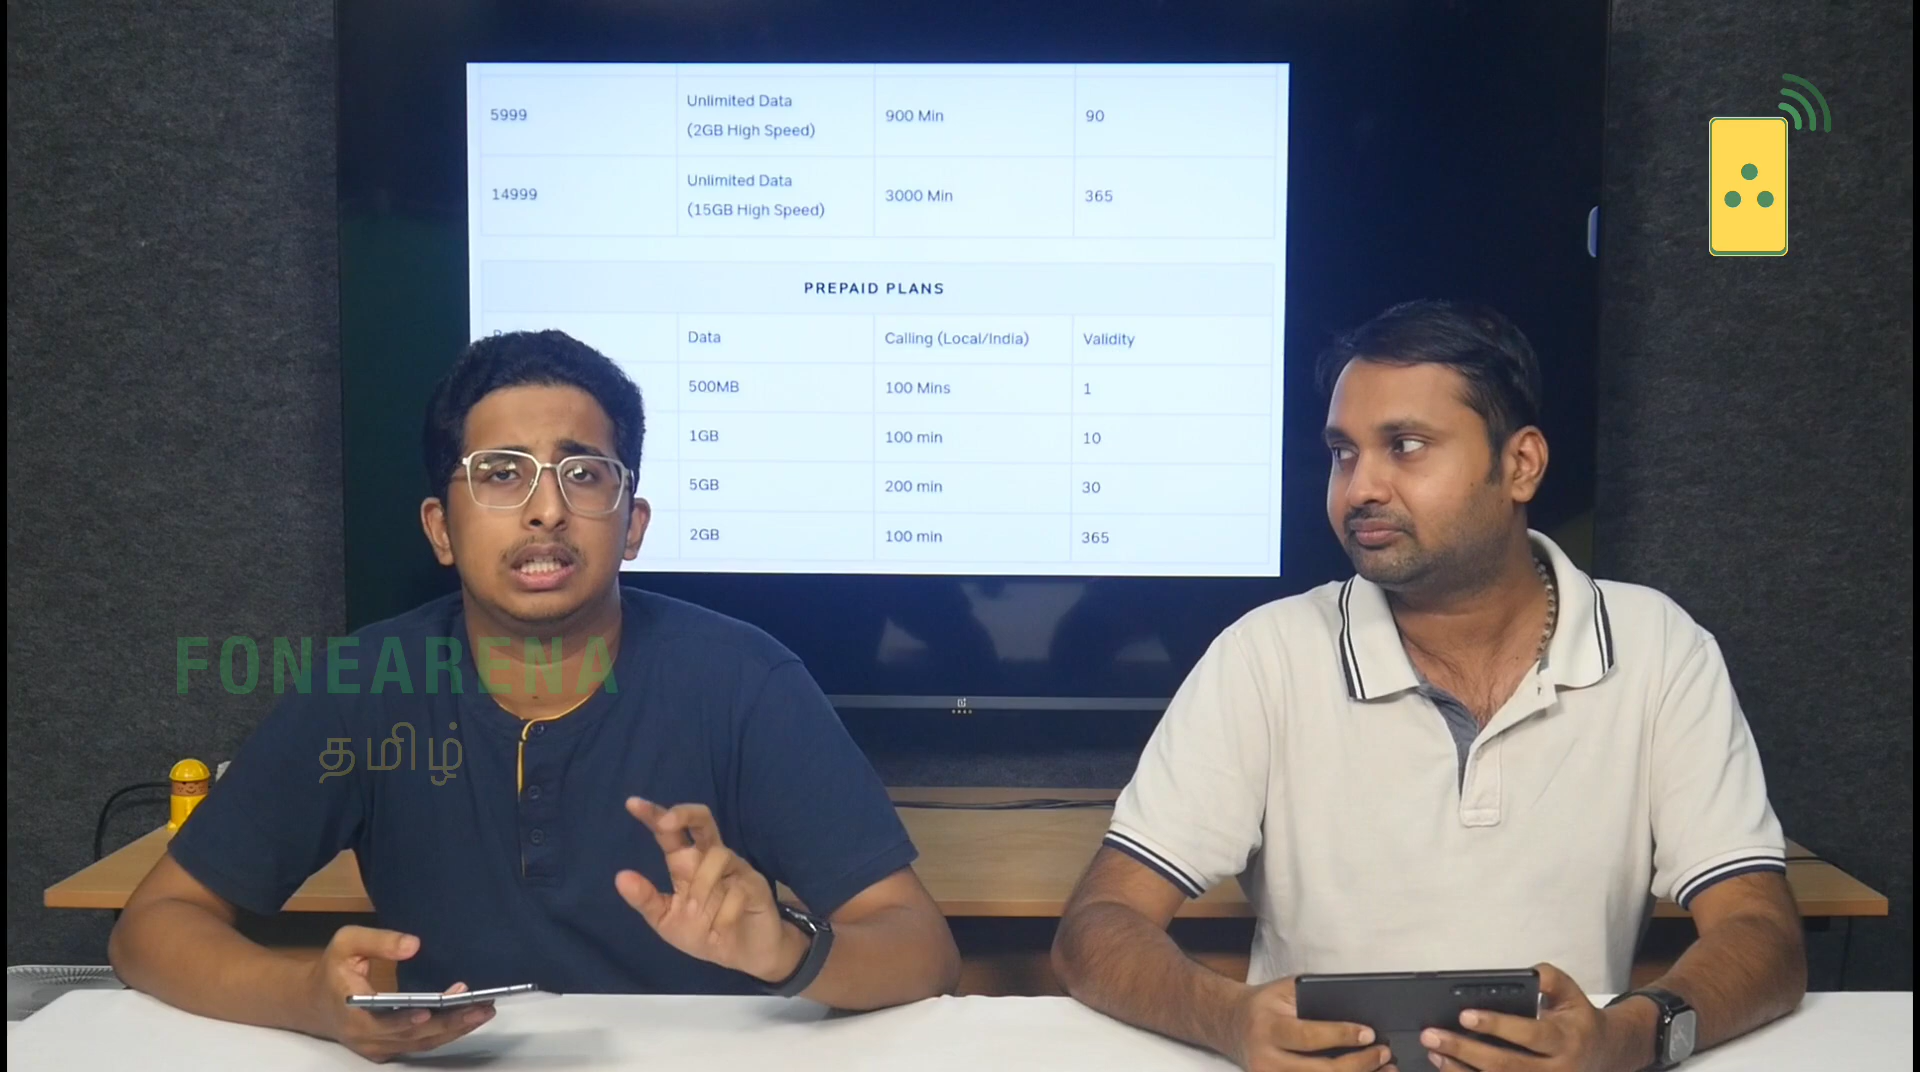 5999
Unlimited Data
(2GB High Speed)
900 Min
90
14999
Unlimited Data
(15GB High Speed)
3000 Min
365
PREPAID PLANS
Data
Calling (Local/India)
Validity
500MB
100 Mins
1
1GB
100 min
10
5GB
200 min
30
2GB
100 min
365
FONEARENA
தமிழ்